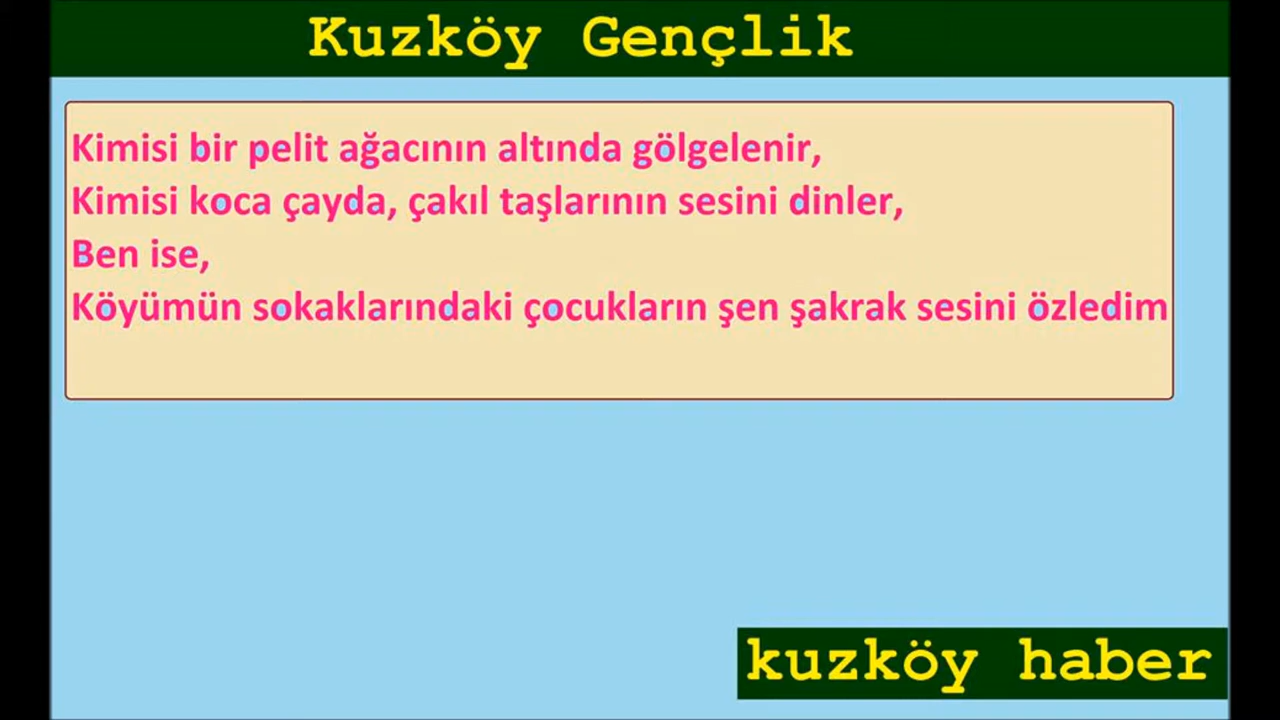 Kuzköy Gençlik
Kimisi bir pelit ağacının altında gölgelenir,
Kimisi koca çayda, çakıl taşlarının sesini dinler,
Ben ise,
Köyümün sokaklarındaki çocukların şen şakrak sesini özledim
kuzköy haber